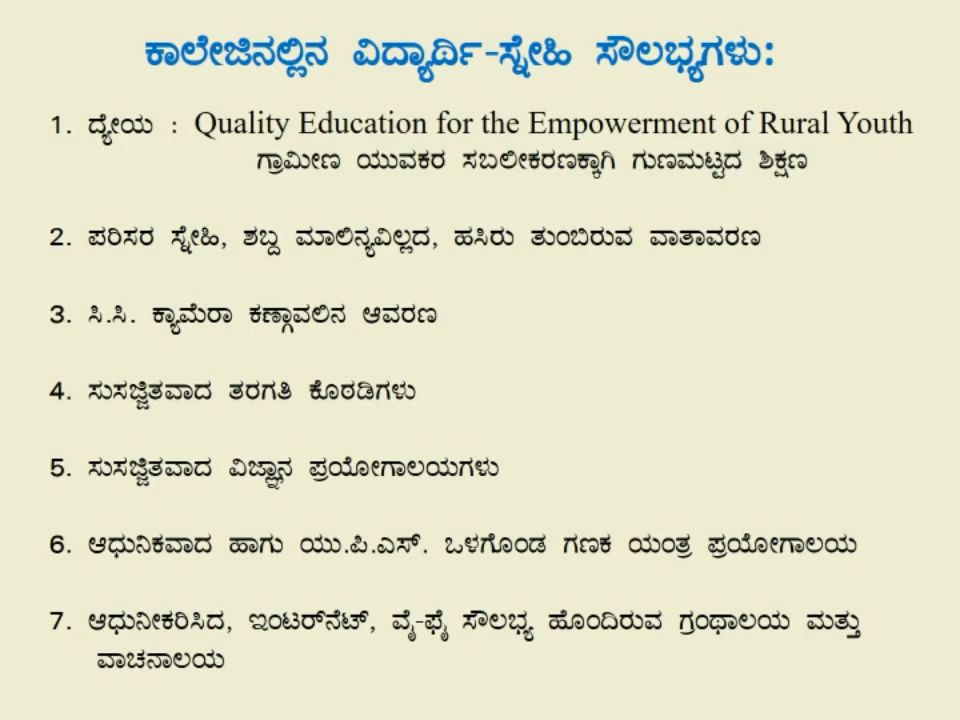 ಕಾಲೇಜಿನಲ್ಲಿನ ವಿದ್ಯಾರ್ದಿ-ಸ್ನೇಹಿ ಸೌಲಭ್ಯಗಳು:
1. ದ್ಯೇಯ : Quality Education for the Empowerment of Rural Youth
ಗ್ರಾಮೀಣ ಯುವಕರ ಸಬಲೀಕರಣಕ್ಕಾಗಿ ಗುಣಮಟ್ಟದ ಶಿಕ್ಷಣ
2. ಪರಿಸರ ಸ್ನೇಹಿ, ಶಬ್ದ ಮಾಲಿನ್ಯವಿಲ್ಲದ, ಹಸಿರು ತುಂಬಿರುವ ವಾತಾವರಣ
3. ಸಿ.ಸಿ. ಕ್ಯಾಮೆರಾ ಕಣ್ಗಾವಲಿನ ಆವರಣ
4. ಸುಸಜ್ಜಿತವಾದ ತರಗತಿ ಕೊಠಡಿಗಳು
5. ಸುಸಜ್ಜಿತವಾದ ವಿಜ್ಞಾನ ಪ್ರಯೋಗಾಲಯಗಳು
6. ಆಧುನಿಕವಾದ ಹಾಗು ಯು.ಪಿ.ಎಸ್. ಒಳಗೊಂಡ ಗಣಕ ಯಂತ್ರ ಪ್ರಯೋಗಾಲಯ
7. ಆಧುನೀಕರಿಸಿದ, ಇಂಟರ್‌ನೆಟ್, ವೈ-ಫೈ ಸೌಲಭ್ಯ ಹೊಂದಿರುವ ಗ್ರಂಥಾಲಯ ಮತ್ತು
ವಾಚನಾಲಯ